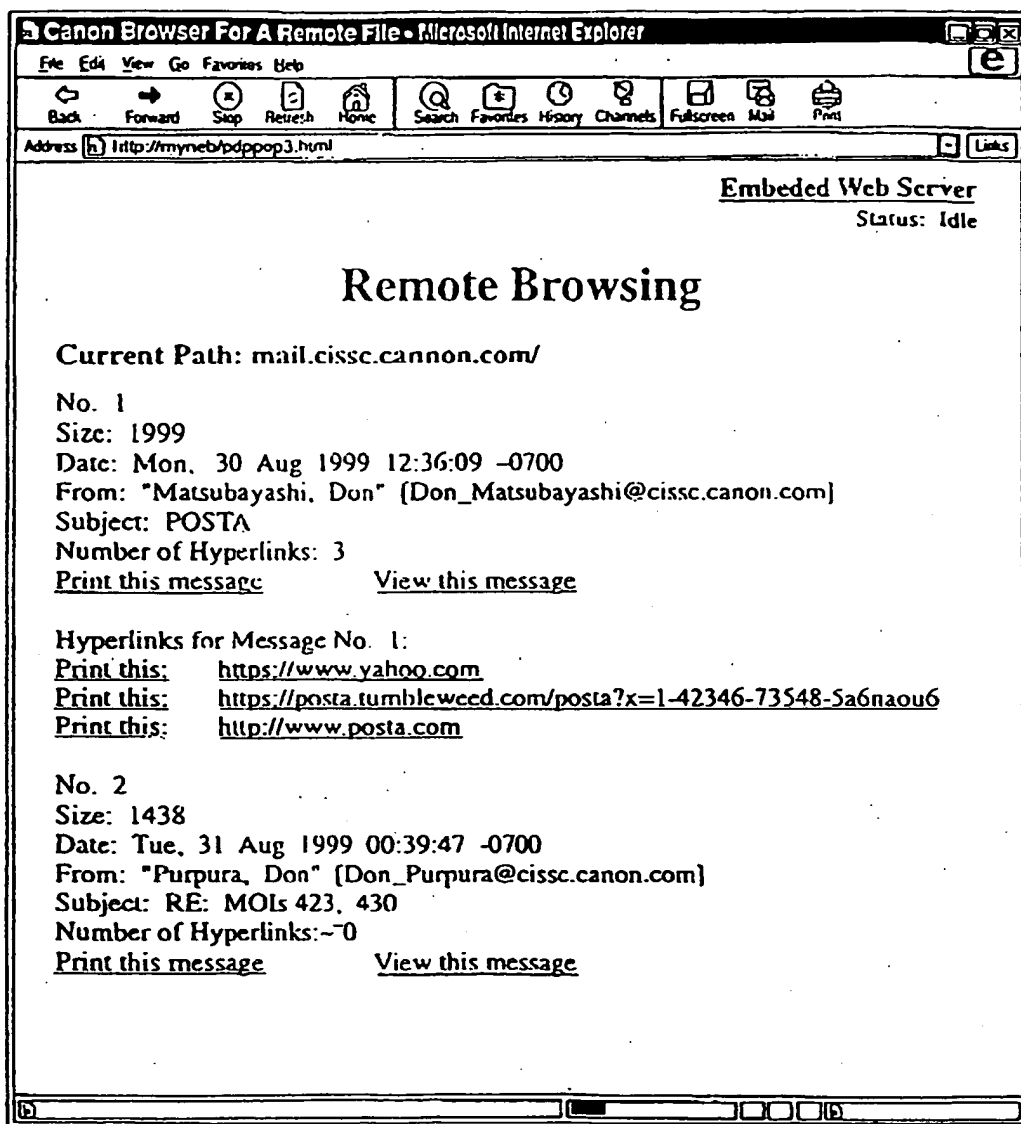 Canon Browser For A Remote File • Microsoft Internet Explorer
File Edit View Go Favorites Help
Back Forward Stop Refresh Home Search Favorites History Channels Fullscreen Mail Print
Address http://myneb/pdppop3.html Links
Embeded Web Server
Status: Idle
Remote Browsing
Current Path: mail.cissc.cannon.com/
No. 1
Size: 1999
Date: Mon, 30 Aug 1999 12:36:09 -0700
From: "Matsubayashi, Don" [Don_Matsubayashi@cissc.canon.com]
Subject: POSTA
Number of Hyperlinks: 3
Print this message View this message
Hyperlinks for Message No. 1:
Print this: https://www.yahoo.com
Print this: https://posta.tumbleweed.com/posta?x=1-42346-73548-5a6naou6
Print this: http://www.posta.com
No. 2
Size: 1438
Date: Tue, 31 Aug 1999 00:39:47 -0700
From: "Purpura, Don" [Don_Purpura@cissc.canon.com]
Subject: RE: MOIs 423, 430
Number of Hyperlinks:~ 0
Print this message View this message